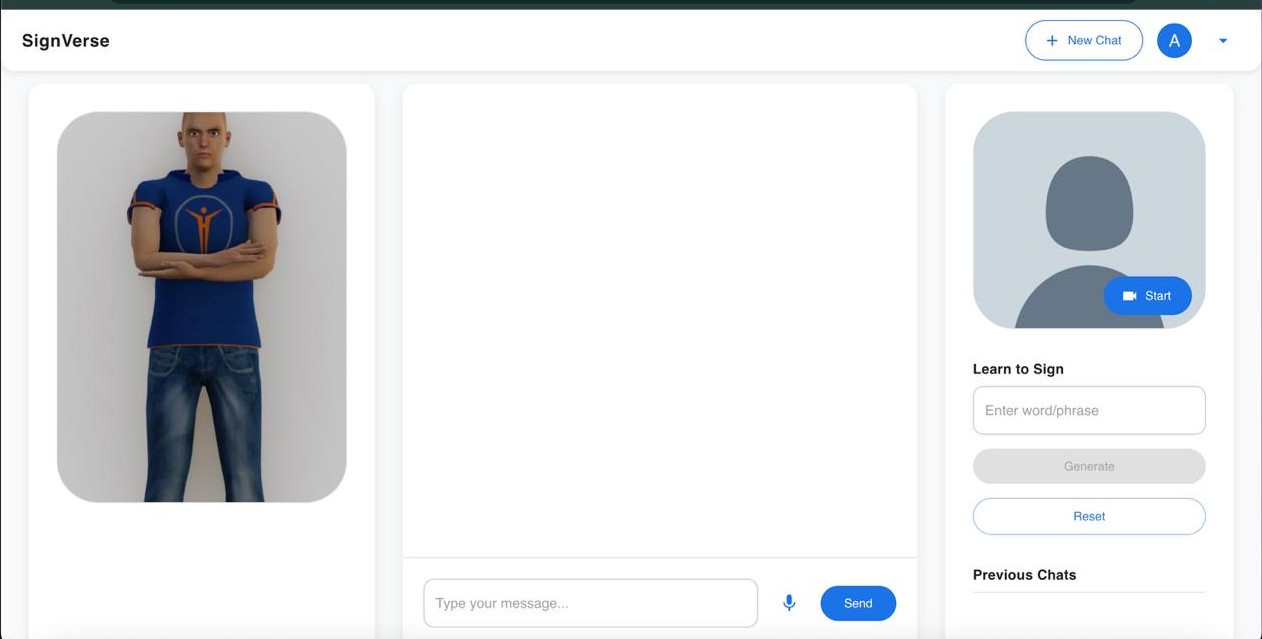 SignVerse
New Chat
A
Start
Learn to Sign
Enter word/phrase
Generate
Reset
Previous Chats
Type your message...
Send